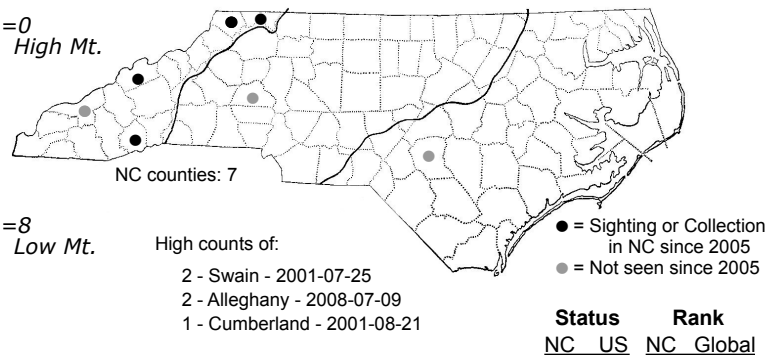 =0
High Mt.
NC counties: 7
=8
Low Mt.
High counts of:
2 - Swain - 2001-07-25
2 - Alleghany - 2008-07-09
1 - Cumberland - 2001-08-21
● = Sighting or Collection
in NC since 2005
● = Not seen since 2005
Status Rank
NC US NC Global